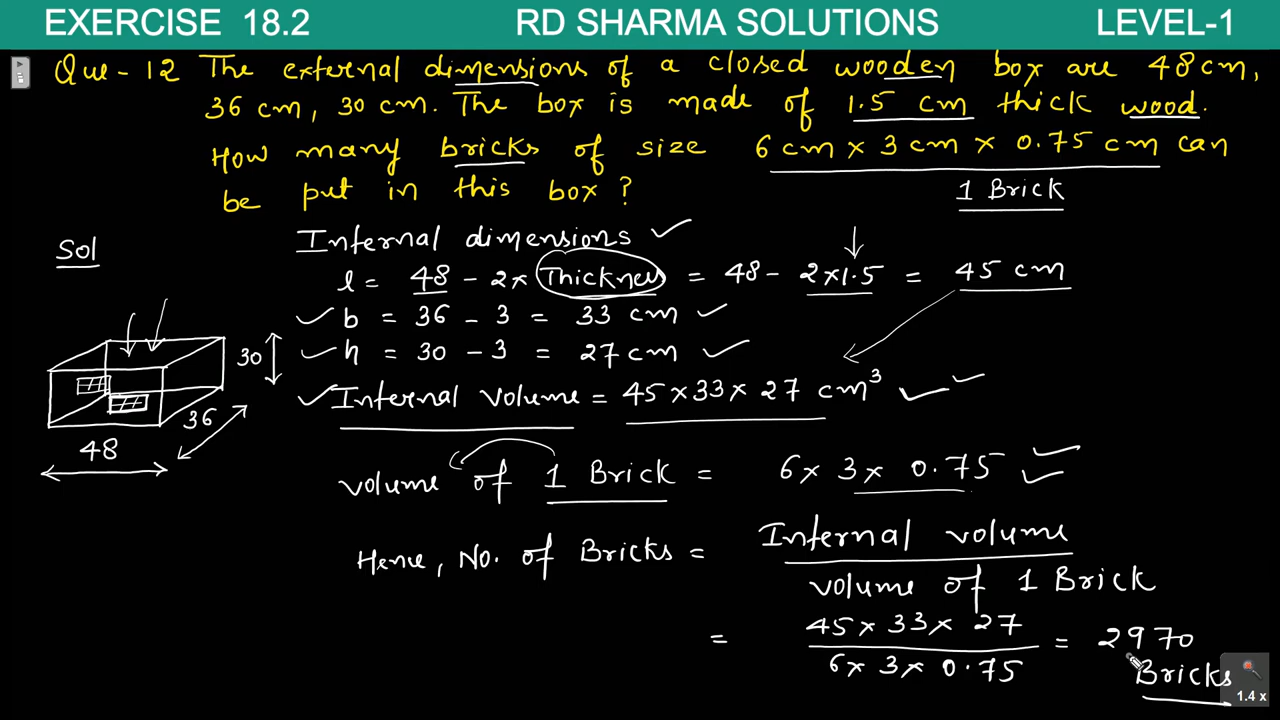 EXERCISE 18.2 RD SHARMA SOLUTIONS LEVEL-1
Que-12 The external dimensions of a closed wooden box are 48 cm,
36 cm, 30 cm. The box is made of 1.5 cm thick wood.
How many bricks of size 6 cm × 3 cm × 0.75 cm can
be put in this box?
1 Brick
Sol
Internal dimensions
l = 48 - 2× Thickness = 48 - 2×1.5 = 45 cm
b = 36 - 3 = 33 cm
h = 30 - 3 = 27 cm
Internal volume = 45×33×27 cm³
30
36
48
volume of 1 Brick = 6× 3× 0.75
Hence, No. of Bricks = Internal volume
volume of 1 Brick
= 45× 33× 27
6× 3× 0.75
= 2970
Bricks
1.4 x